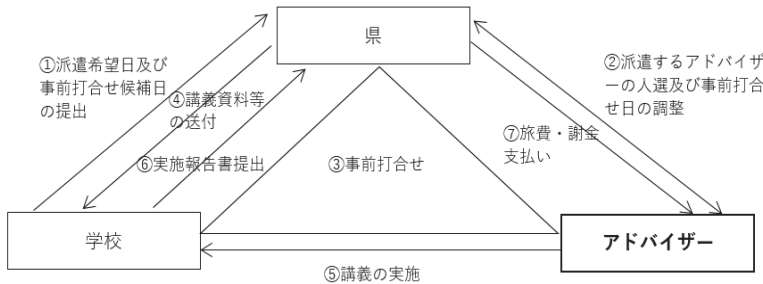 県
①派遣希望日及び
事前打合せ候補日
の提出
②派遣するアドバイザ
ーの人選及び事前打合
せ日の調整
④講義資料等
の送付
⑦旅費・謝金
支払い
⑥実施報告書提出
③事前打合せ
学校
アドバイザー
⑤講義の実施